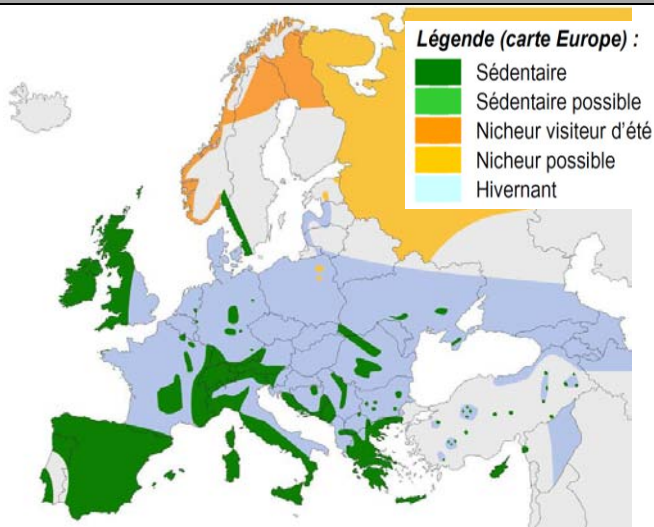 Légende (carte Europe) :
Sédentaire
Sédentaire possible
Nicheur visiteur d'été
Nicheur possible
Hivernant